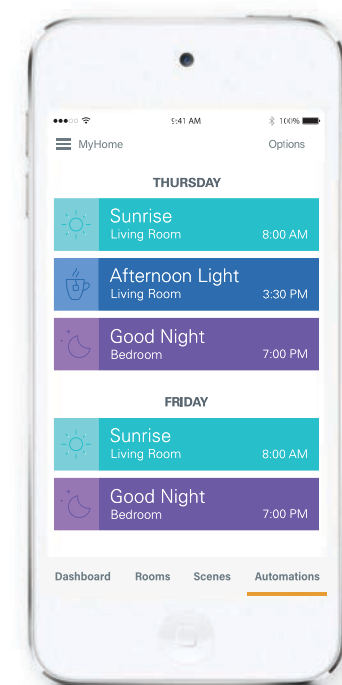 9:41 AM
100%
MyHome
Options
THURSDAY
Sunrise
Living Room
8:00 AM
Afternoon Light
Living Room
3:30 PM
Good Night
Bedroom
7:00 PM
FRIDAY
Sunrise
Living Room
8:00 AM
Good Night
Bedroom
7:00 PM
Dashboard Rooms Scenes Automations